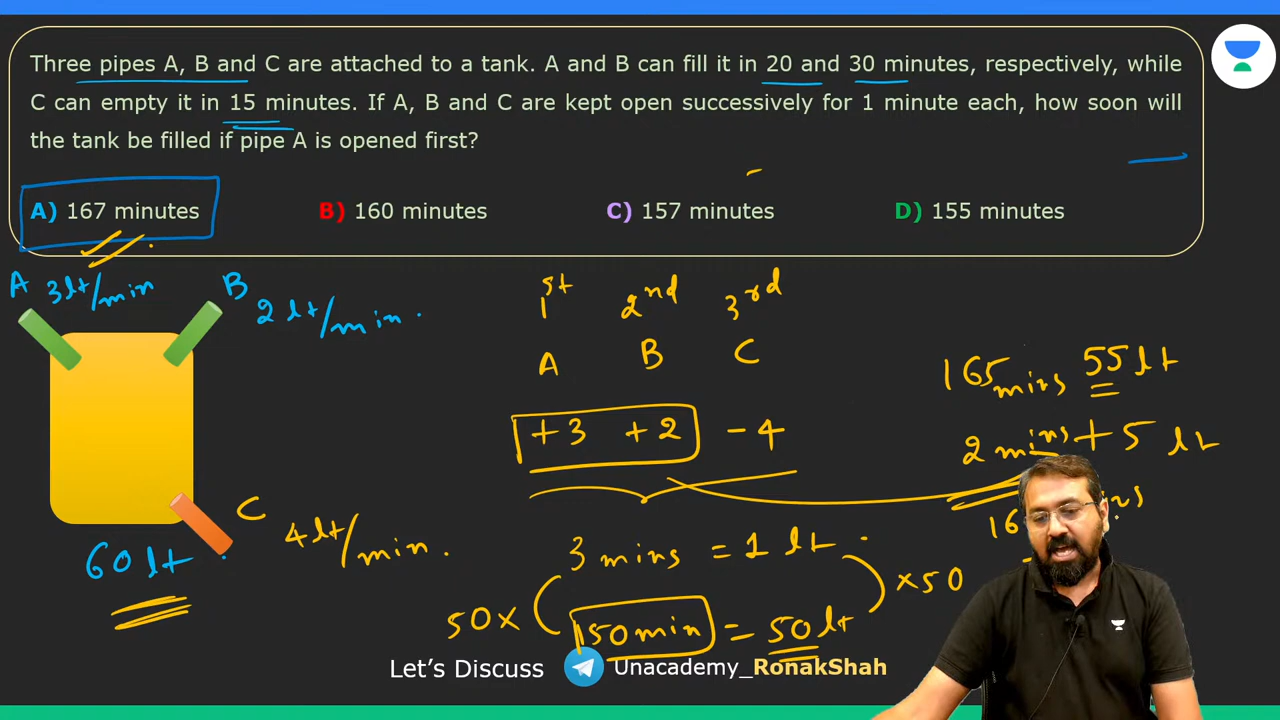 Three pipes A, B and C are attached to a tank. A and B can fill it in 20 and 30 minutes, respectively, while
C can empty it in 15 minutes. If A, B and C are kept open successively for 1 minute each, how soon will
the tank be filled if pipe A is opened first?
A) 167 minutes B) 160 minutes C) 157 minutes D) 155 minutes
A 3lt/min B
2 lt/min.
1st 2nd 3rd
A B C
165 mins 55 lt
+3 +2 -4
2 mins + 5 lt
C
4 lt/min.
60 lt
3 mins = 1 lt.
50 x ( 150 min = 50 lt ) x 50
Let's Discuss Unacademy_RonakShah